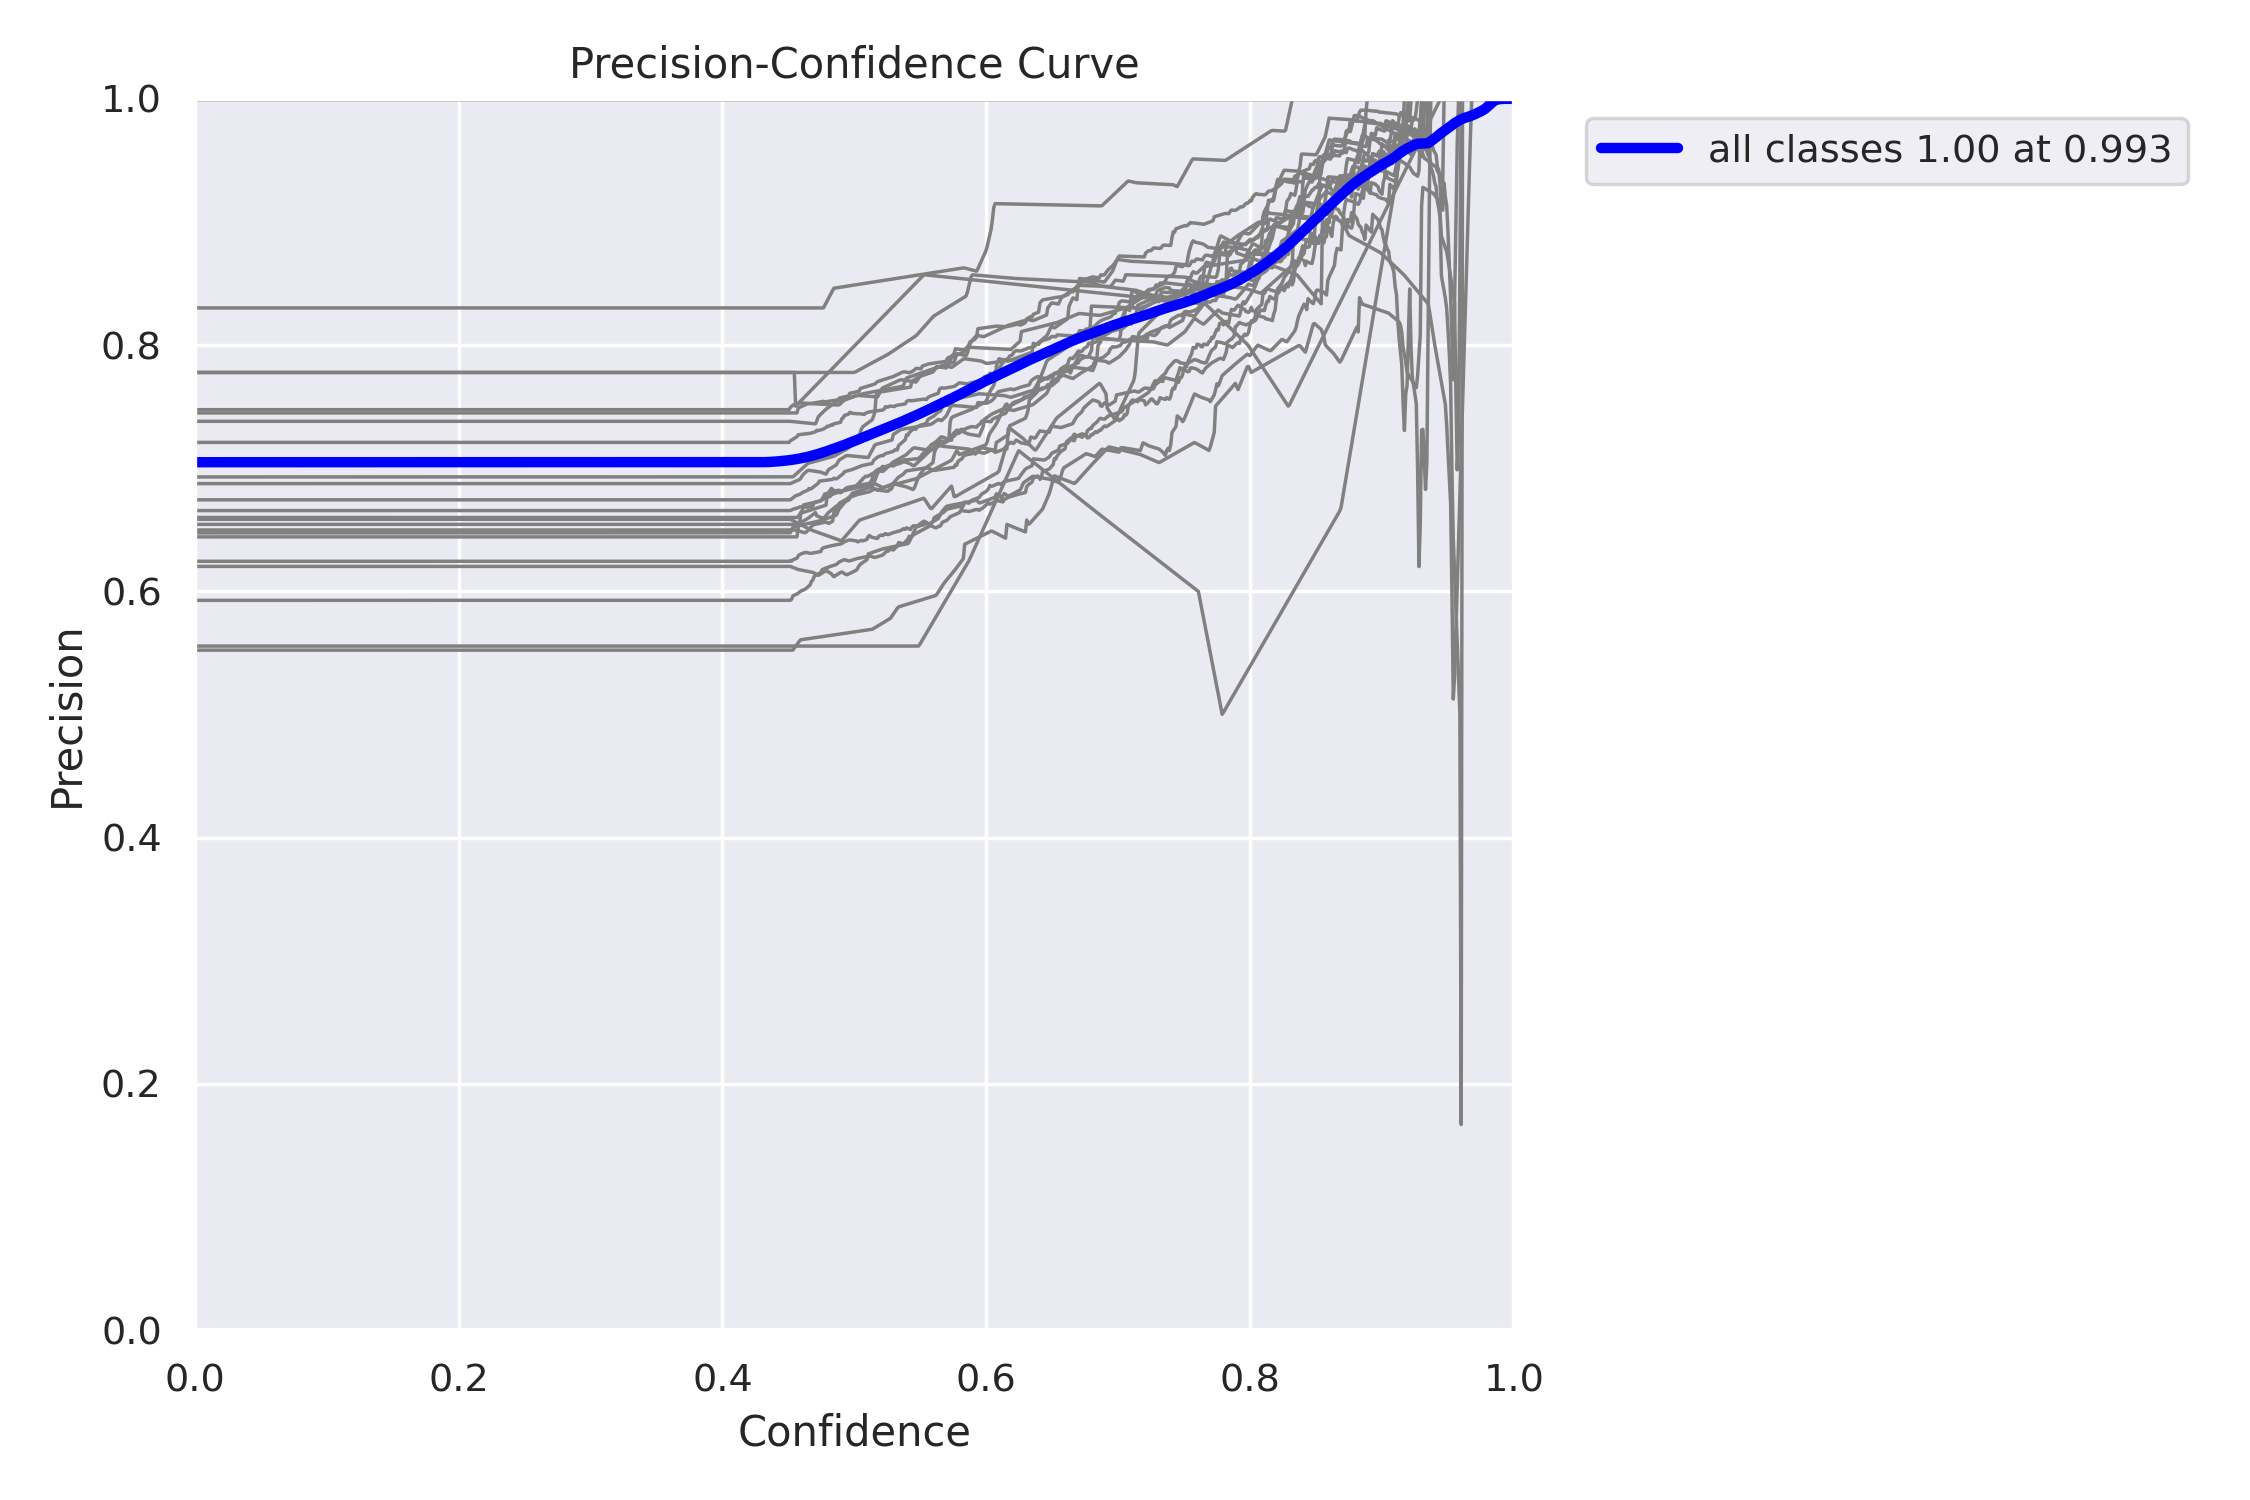 Precision-Confidence Curve
1.0
0.8
0.6
0.4
0.2
0.0
Precision
0.0 0.2 0.4 0.6 0.8 1.0
Confidence
all classes 1.00 at 0.993